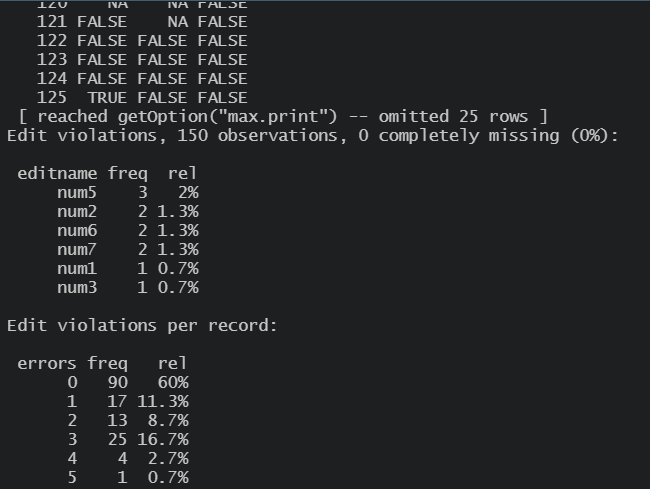 120    NA    NA FALSE
121 FALSE    NA FALSE
122 FALSE FALSE FALSE
123 FALSE FALSE FALSE
124 FALSE FALSE FALSE
125  TRUE FALSE FALSE
[ reached getOption("max.print") -- omitted 25 rows ]
Edit violations, 150 observations, 0 completely missing (0%):
editname freq  rel
num5    3   2%
num2    2 1.3%
num6    2 1.3%
num7    2 1.3%
num1    1 0.7%
num3    1 0.7%
Edit violations per record:
errors freq   rel
0   90   60%
1   17 11.3%
2   13  8.7%
3   25 16.7%
4    4  2.7%
5    1  0.7%